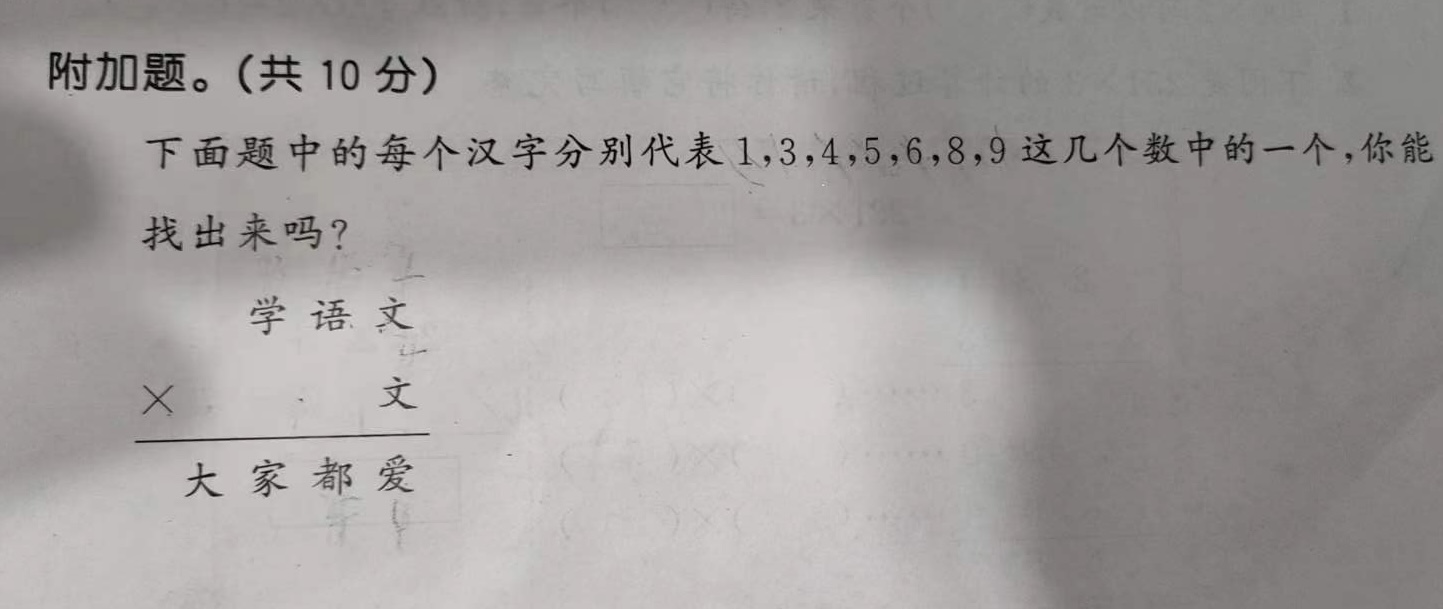 附加题。(共 10 分)
下面题中的每个汉字分别代表 1,3,4,5,6,8,9 这几个数中的一个,你能
找出来吗?
学 语 文
× 文
大 家 都 爱